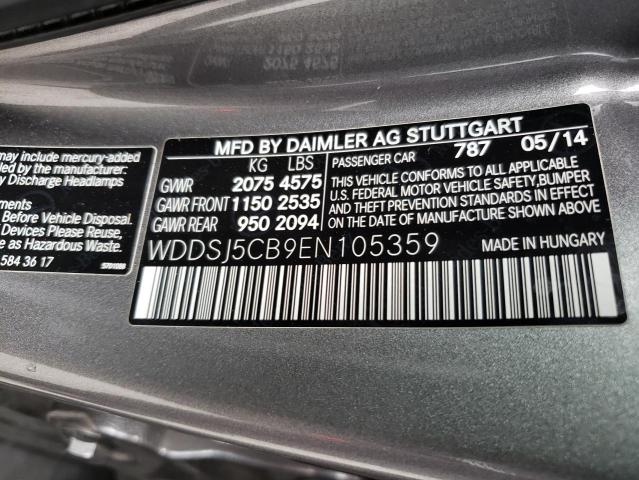 may include mercury-added
led by the manufacturer.
y Discharge Headlamps
ements
Before Vehicle Disposal.
Devices Please Reuse,
e as Hazardous Waste.
584 36 17
MFD BY DAIMLER AG STUTTGART
KG LBS
GVWR 2075 4575
GAWR FRONT 1150 2535
GAWR REAR 950 2094
PASSENGER CAR 787 05/14
THIS VEHICLE CONFORMS TO ALL APPLICABLE
U.S. FEDERAL MOTOR VEHICLE SAFETY, BUMPER
AND THEFT PREVENTION STANDARDS IN EFFECT
ON THE DATE OF MANUFACTURE SHOWN ABOVE.
WDDSJ5CB9EN105359
MADE IN HUNGARY